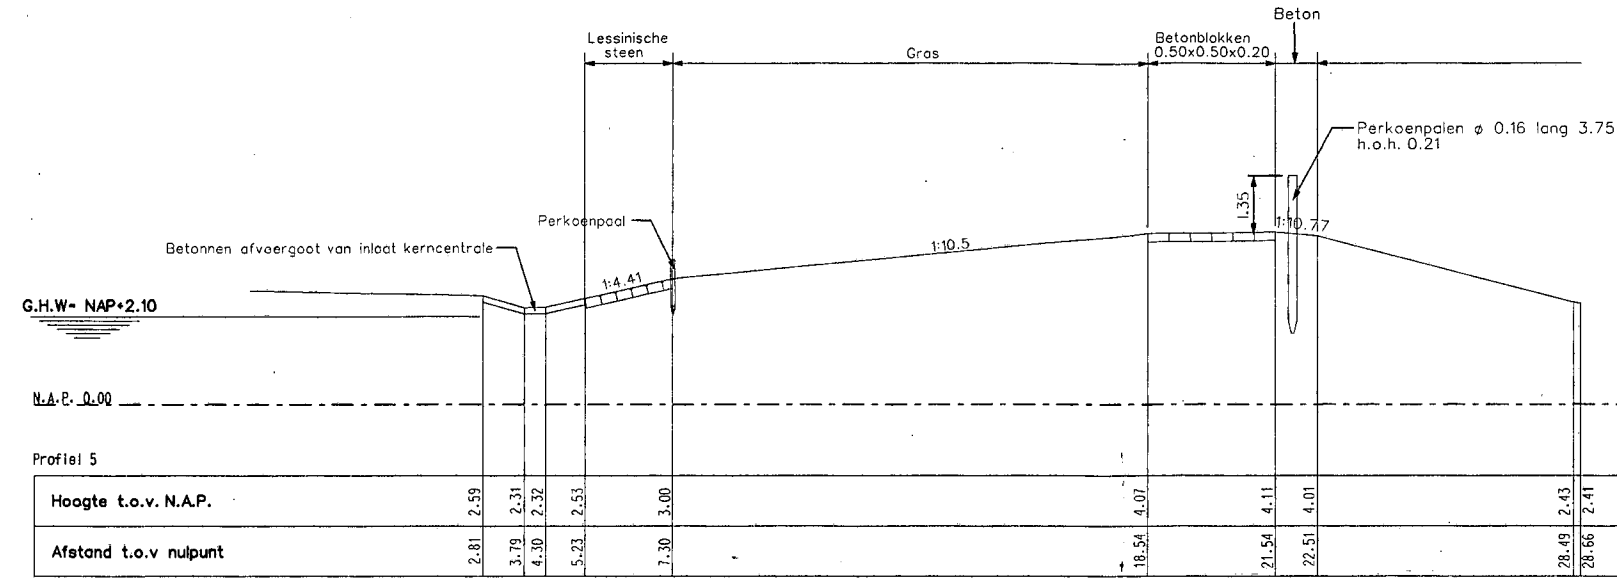 Beton
Lessinische
steen
Gras
Betonblokken
0.50x0.50x0.20
Perkoenpalen ø 0.16 lang 3.75
h.o.h. 0.21
1.35
Perkoenpaal
1:10.77
1:10.5
Betonnen afvoergoot van inlaat kerncentrale
1:4.41
G.H.W= NAP+2.10
N.A.P. 0.00
Profiel 5
Hoogte t.o.v. N.A.P. 2.59 2.31 2.32 2.53 3.00 4.07 4.11 4.01 2.43 2.41
Afstand t.o.v nulpunt 2.81 3.79 4.30 5.23 7.30 18.54 21.54 22.51 28.49 28.66